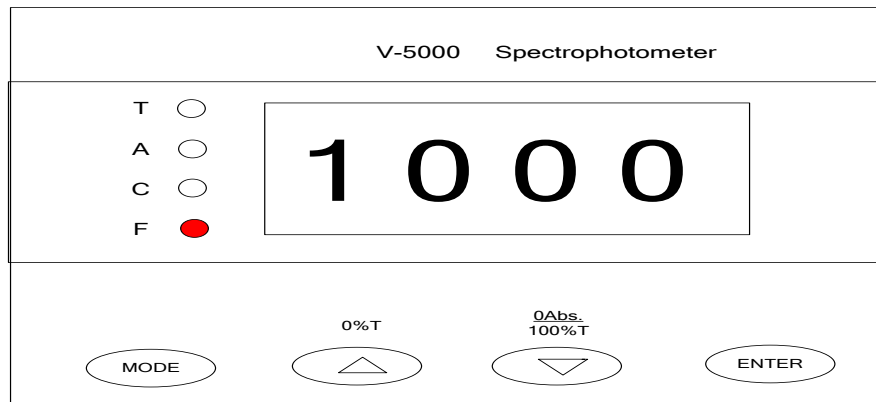 V-5000 Spectrophotometer
T
A
C
F
1000
0%T
0Abs.
100%T
MODE
ENTER